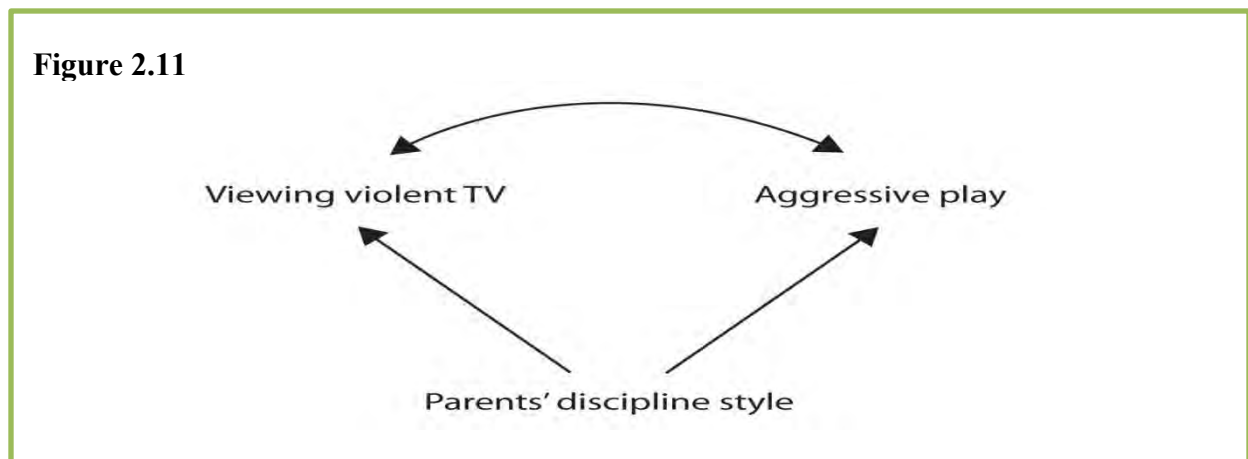 Figure 2.11
Viewing violent TV
Aggressive play
Parents’ discipline style